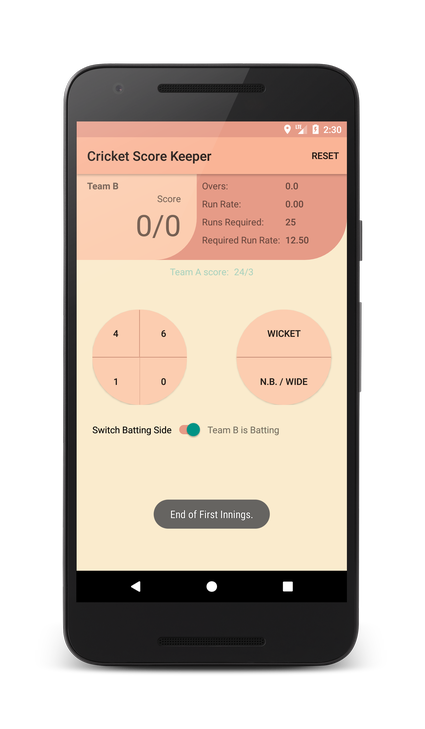 2:30
Cricket Score Keeper RESET
Team B
Score
0/0
Overs: 0.0
Run Rate: 0.00
Runs Required: 25
Required Run Rate: 12.50
Team A score: 24/3
4 6
1 0
WICKET
N.B. / WIDE
Switch Batting Side Team B is Batting
End of First Innings.